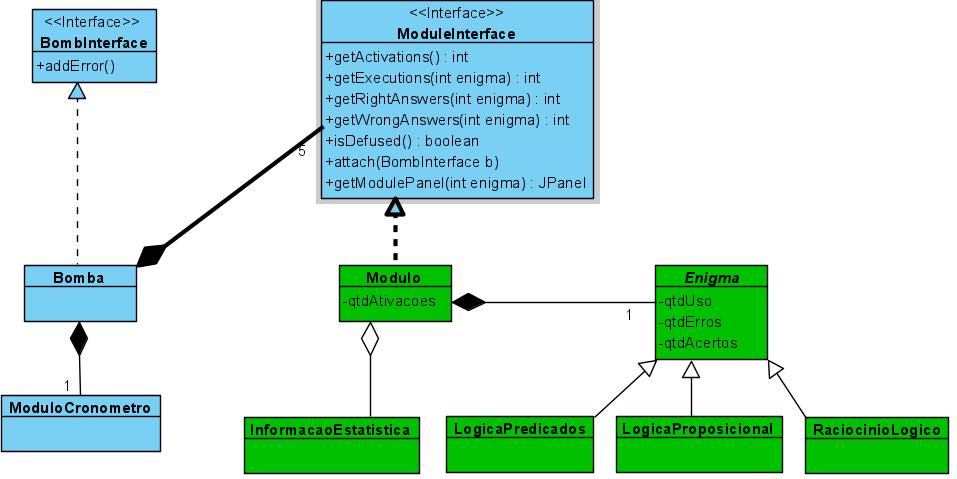 <<Interface>>
BombInterface
+addError()
<<Interface>>
ModuleInterface
+getActivations() : int
+getExecutions(int enigma) : int
+getRightAnswers(int enigma) : int
+getWrongAnswers(int enigma) : int
+isDefused() : boolean
+attach(BombInterface b)
+getModulePanel(int enigma) : JPanel
5
Bomba
Modulo
-qtdAtivacoes
1
Enigma
-qtdUso
-qtdErros
-qtdAcertos
1
ModuloCronometro
InformacaoEstatistica
LogicaPredicados
LogicaProposicional
RaciocinioLogico